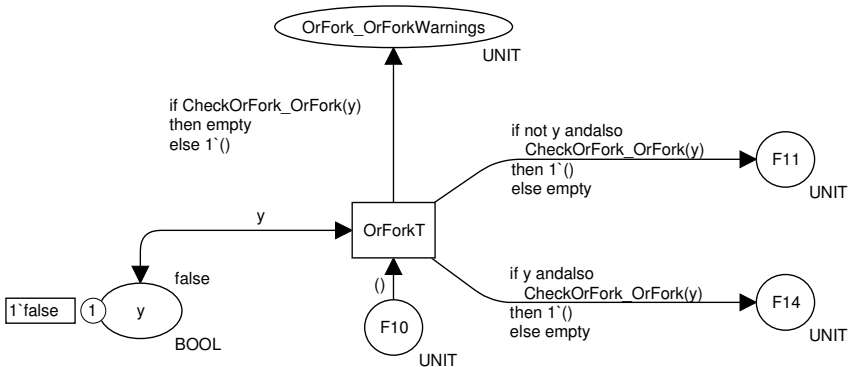 OrFork_OrForkWarnings
UNIT
if CheckOrFork_OrFork(y)
then empty
else 1`()
if not y andalso
CheckOrFork_OrFork(y)
then 1`()
else empty
F11
UNIT
y
OrForkT
false
1`false
1
y
BOOL
()
F10
UNIT
if y andalso
CheckOrFork_OrFork(y)
then 1`()
else empty
F14
UNIT